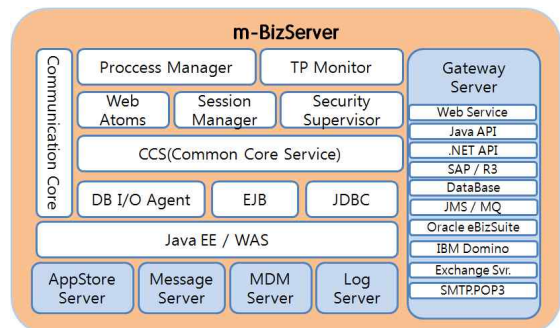 m-BizServer
Communication Core
Proccess Manager
TP Monitor
Web
Atoms
Session
Manager
Security
Supervisor
CCS(Common Core Service)
DB I/O Agent
EJB
JDBC
Java EE / WAS
AppStore
Server
Message
Server
MDM
Server
Log
Server
Gateway
Server
Web Service
Java API
.NET API
SAP / R3
DataBase
JMS / MQ
Oracle eBizSuite
IBM Domino
Exchange Svr.
SMTP.POP3